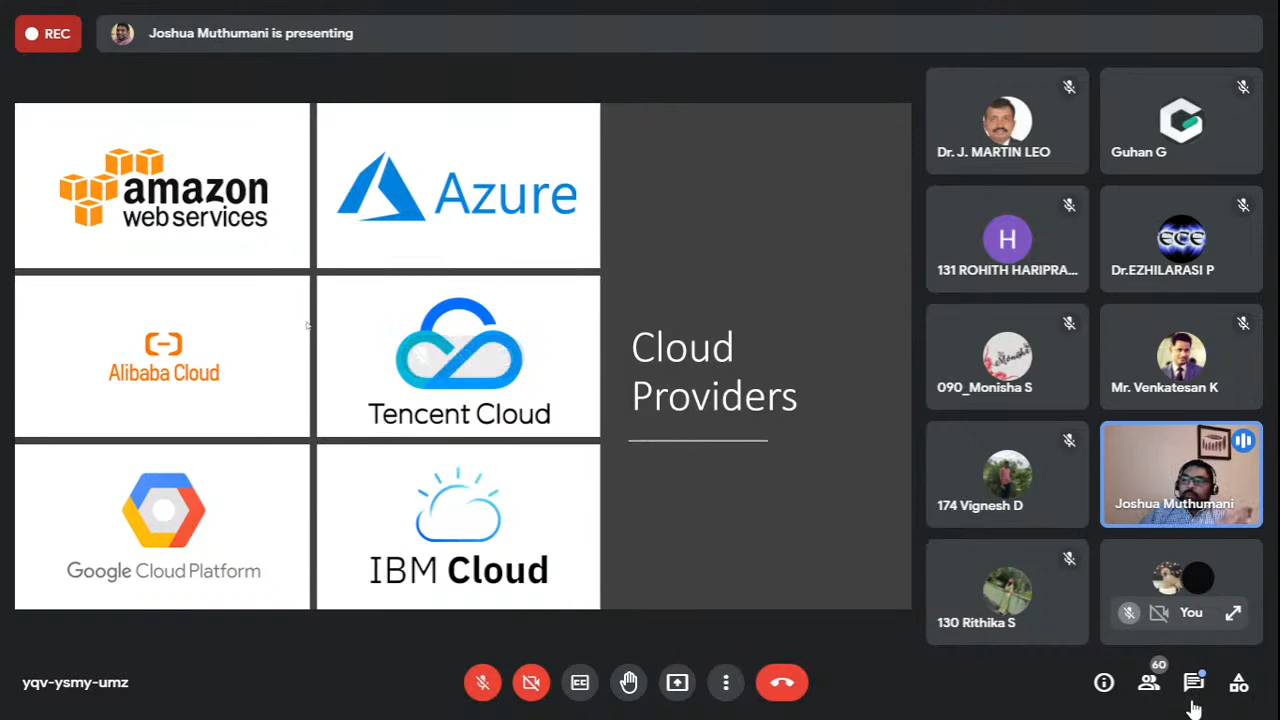 REC
Joshua Muthumani is presenting
amazon
web services
Azure
Alibaba Cloud
Tencent Cloud
Google Cloud Platform
IBM Cloud
Cloud
Providers
Dr. J. MARTIN LEO
Guhan G
H
131 ROHITH HARIPRA...
ECE
Dr.EZHILARASI P
Monisha
090_Monisha S
Mr. Venkatesan K
174 Vignesh D
Joshua Muthumani
130 Rithika S
You
yqv-ysmy-umz
CC
60